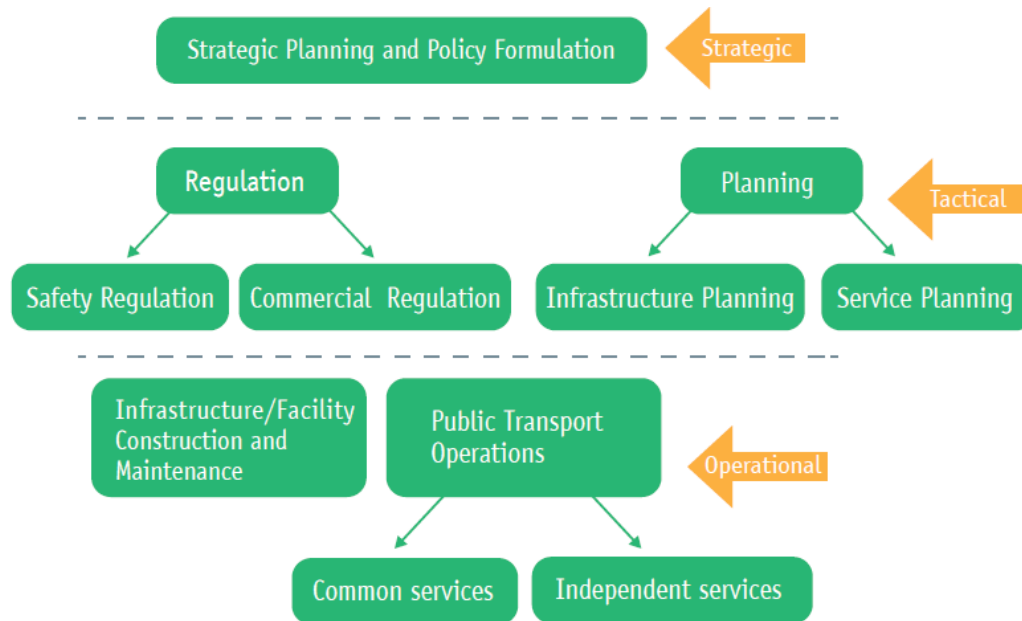 Strategic Planning and Policy Formulation
Strategic
Regulation
Planning
Tactical
Safety Regulation
Commercial Regulation
Infrastructure Planning
Service Planning
Infrastructure/Facility
Construction and
Maintenance
Public Transport
Operations
Operational
Common services
Independent services